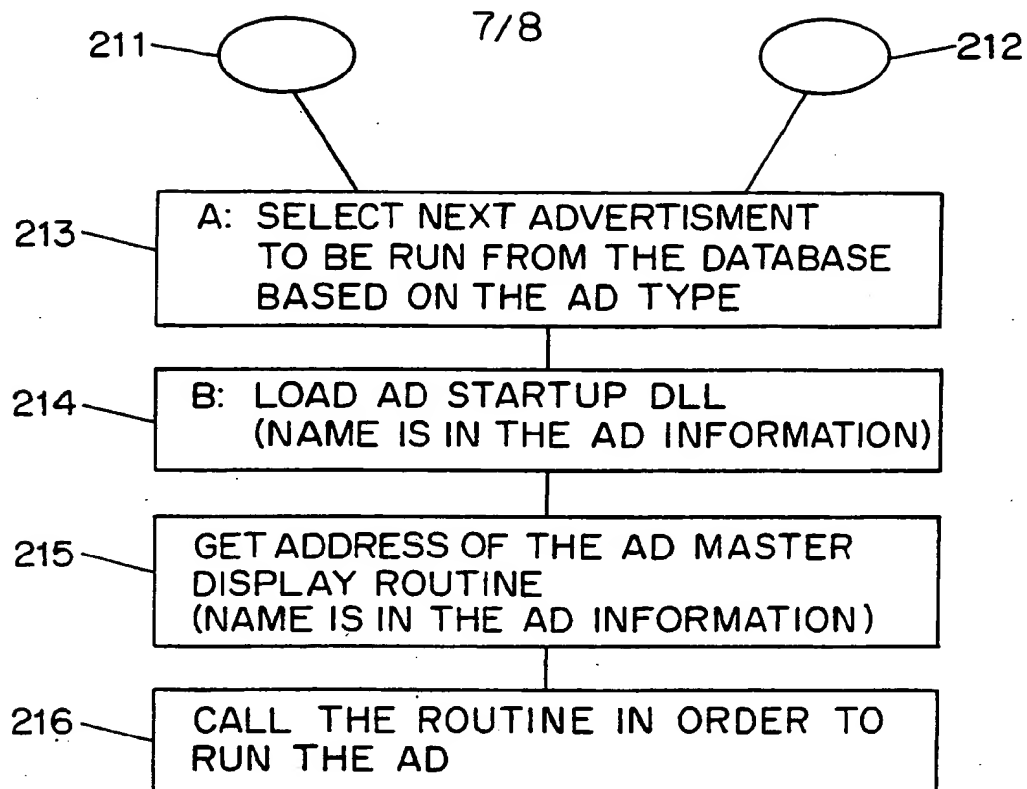 7/8
211
212
213
A: SELECT NEXT ADVERTISMENT
TO BE RUN FROM THE DATABASE
BASED ON THE AD TYPE
214
B: LOAD AD STARTUP DLL
(NAME IS IN THE AD INFORMATION)
215
GET ADDRESS OF THE AD MASTER
DISPLAY ROUTINE
(NAME IS IN THE AD INFORMATION)
216
CALL THE ROUTINE IN ORDER TO
RUN THE AD